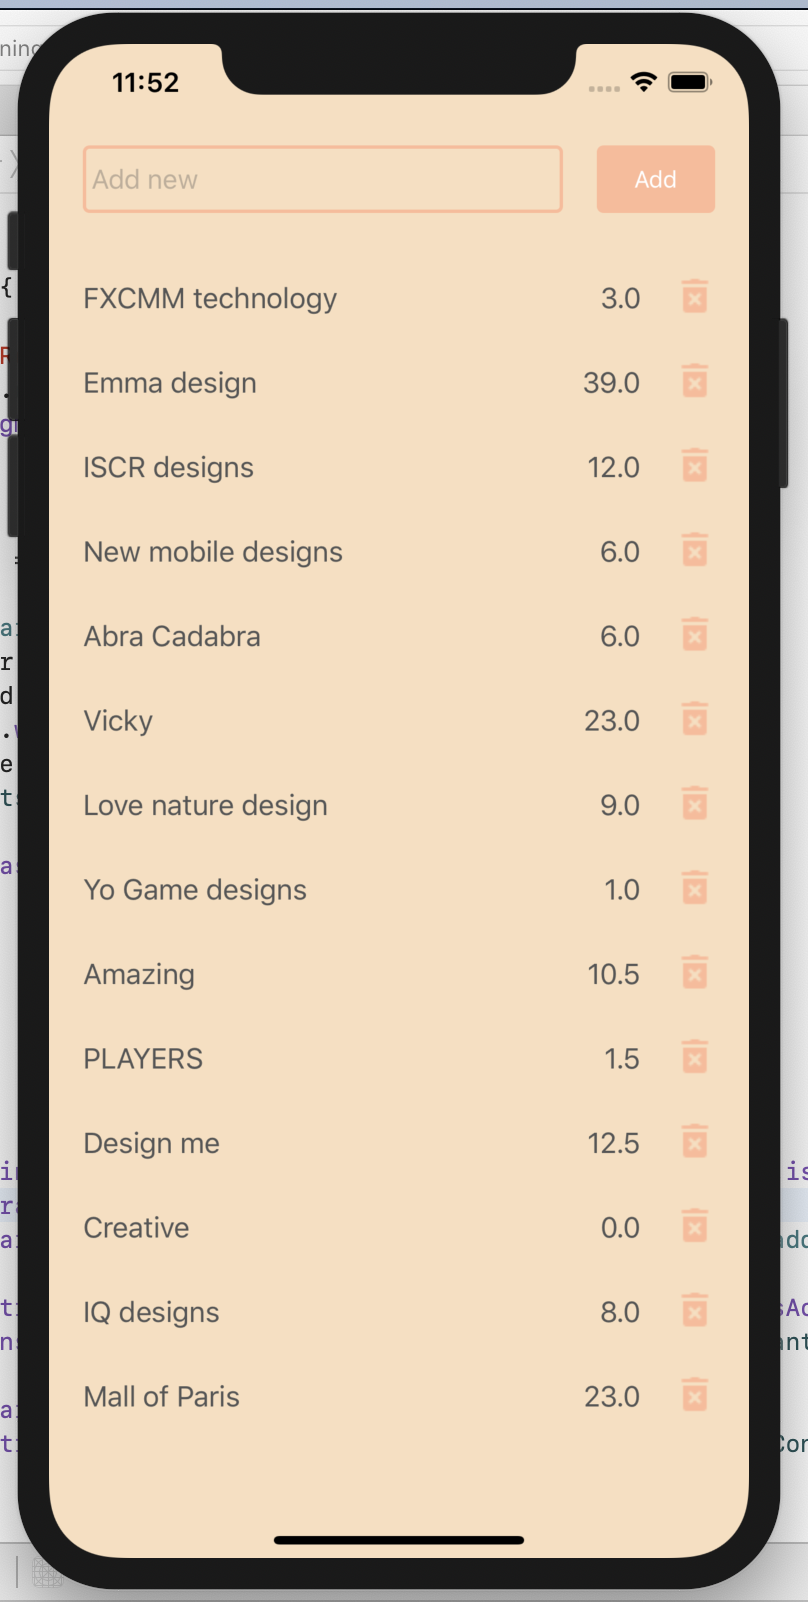 11:52
Add new Add
FXCMM technology 3.0
Emma design 39.0
ISCR designs 12.0
New mobile designs 6.0
Abra Cadabra 6.0
Vicky 23.0
Love nature design 9.0
Yo Game designs 1.0
Amazing 10.5
PLAYERS 1.5
Design me 12.5
Creative 0.0
IQ designs 8.0
Mall of Paris 23.0